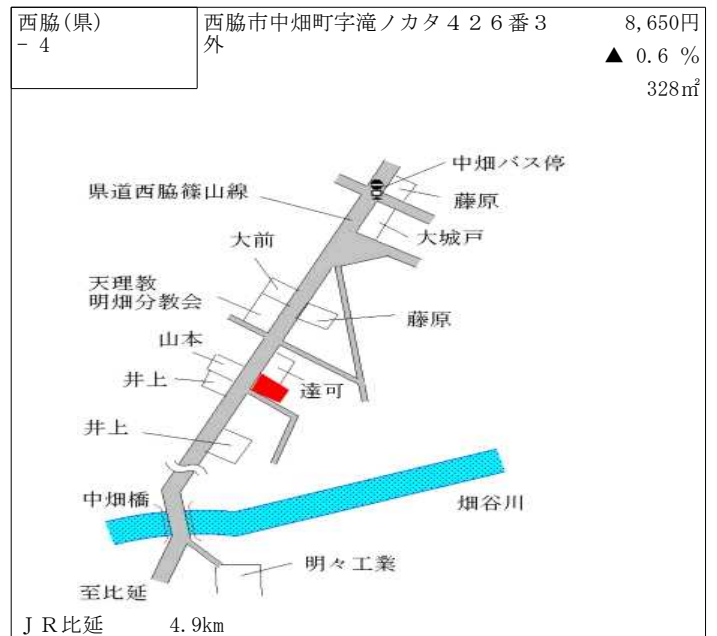 西脇(県)
－ 4
西脇市中畑町字滝ノカタ４２６番３
外
8,650円
▲ 0.6 %
328㎡
中畑バス停
県道西脇篠山線
藤原
大城戸
大前
天理教
明畑分教会
藤原
山本
井上
達可
井上
中畑橋
畑谷川
明々工業
至比延
ＪＲ比延 4.9km